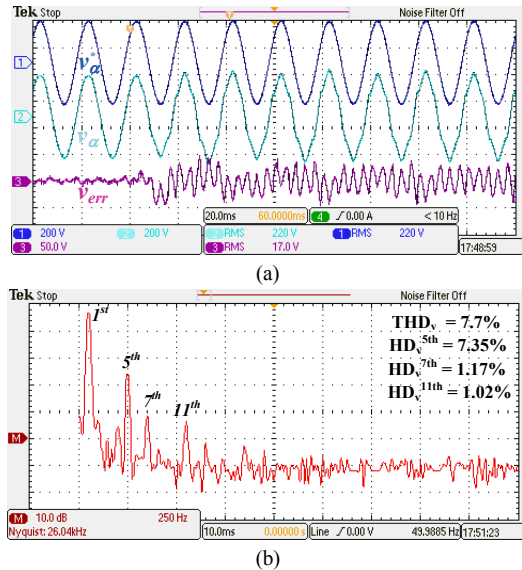 Tek Stop Noise Filter Off
1
v*α
2
vα
3
verr
20.0ms 60.0000ms 4 / 0.00 A < 10 Hz
1 200 V 2 200 V 2 RMS 220 V 1 RMS 220 V
3 50.0 V 3 RMS 17.0 V 17:48:59
(a)
Tek Stop Noise Filter Off
1st
THDv = 7.7%
HDv5th = 7.35%
5th
HDv7th = 1.17%
7th
11th
HDv11th = 1.02%
M
M 10.0 dB 250 Hz
Nyquist: 26.04kHz 10.0ms 0.00000 s Line / 0.00 V 49.9885 Hz 17:51:23
(b)